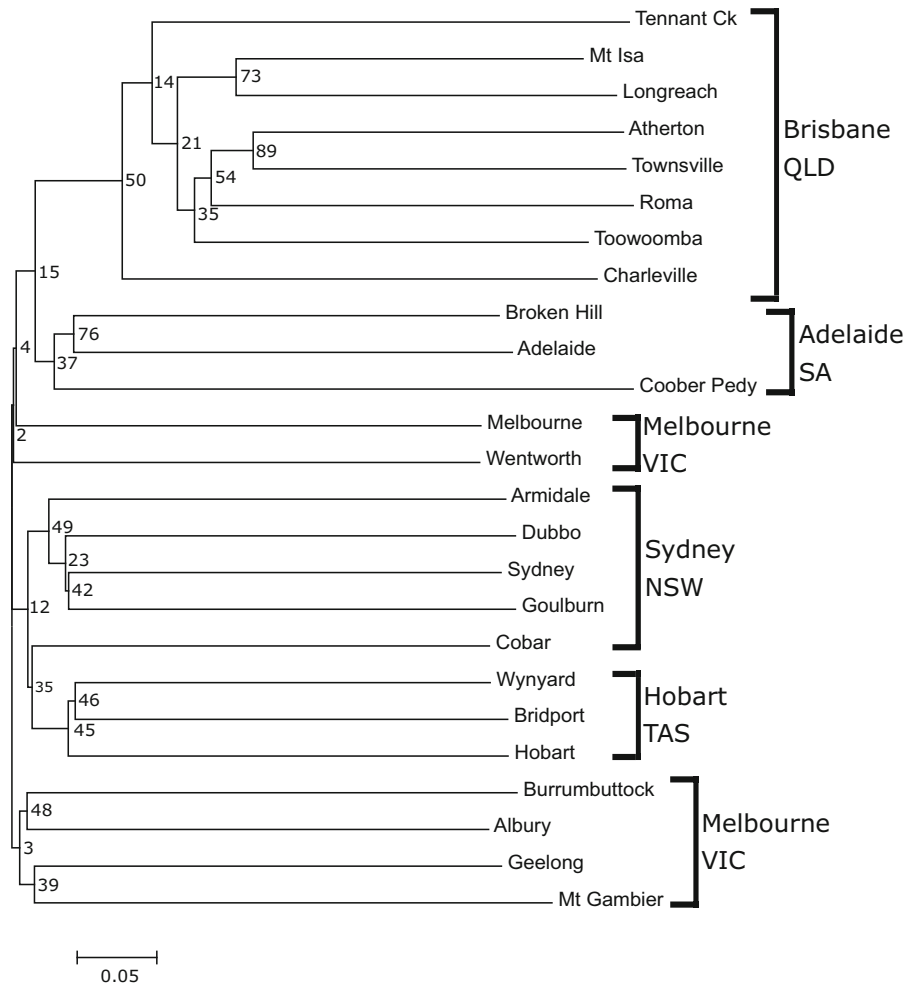 Tennant Ck
Mt Isa
14
73
Longreach
Atherton
Brisbane
21
89
Townsville
QLD
50
54
Roma
35
Toowoomba
15
Charleville
Broken Hill
76
Adelaide
4
Adelaide
37
SA
Coober Pedy
Melbourne
Melbourne
2
Wentworth
VIC
Armidale
49
Dubbo
Sydney
23
Sydney
42
NSW
12
Goulburn
Cobar
35
Wynyard
46
Hobart
Bridport
45
TAS
Hobart
Burrumbuttock
48
Albury
Melbourne
3
Geelong
VIC
39
Mt Gambier
0.05